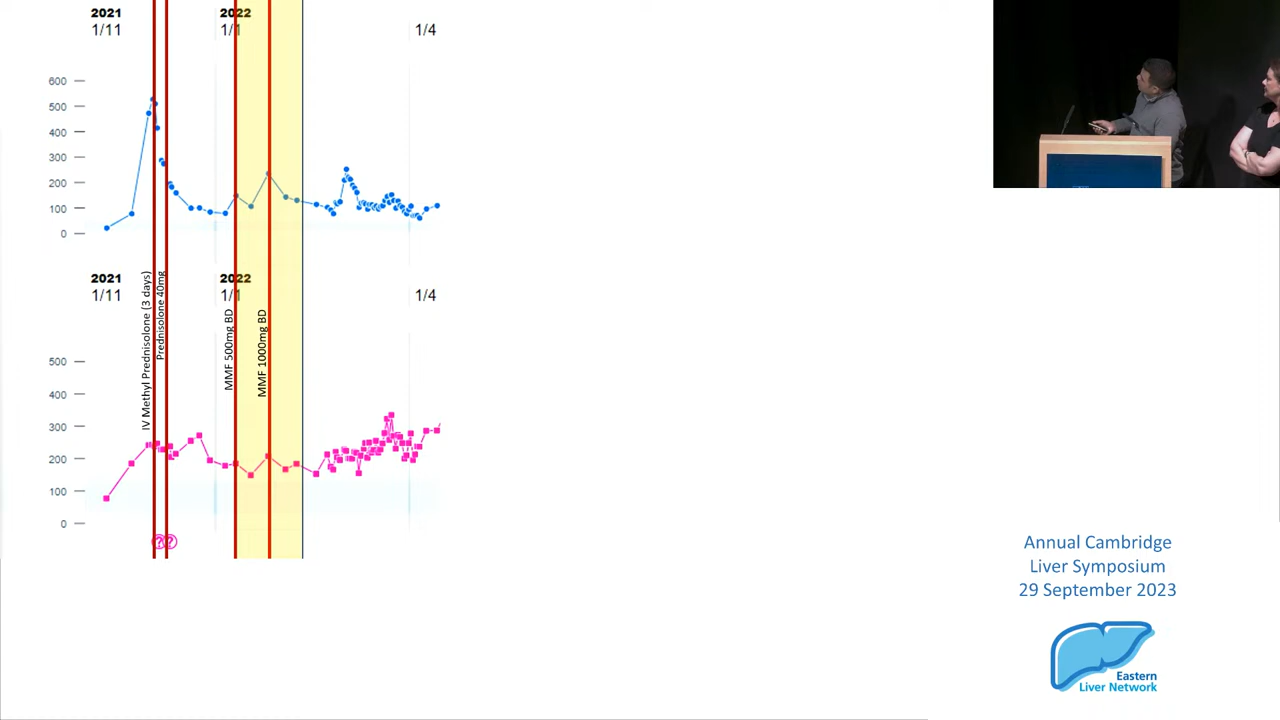 2021
2022
1/11
1/1
1/4
600
500
400
300
200
100
0
2021
2022
1/11
1/1
1/4
IV Methyl Prednisolone (3 days)
Prednisolone 40mg
MMF 500mg BD
MMF 1000mg BD
500
400
300
200
100
0
??
Annual Cambridge
Liver Symposium
29 September 2023
Eastern
Liver Network